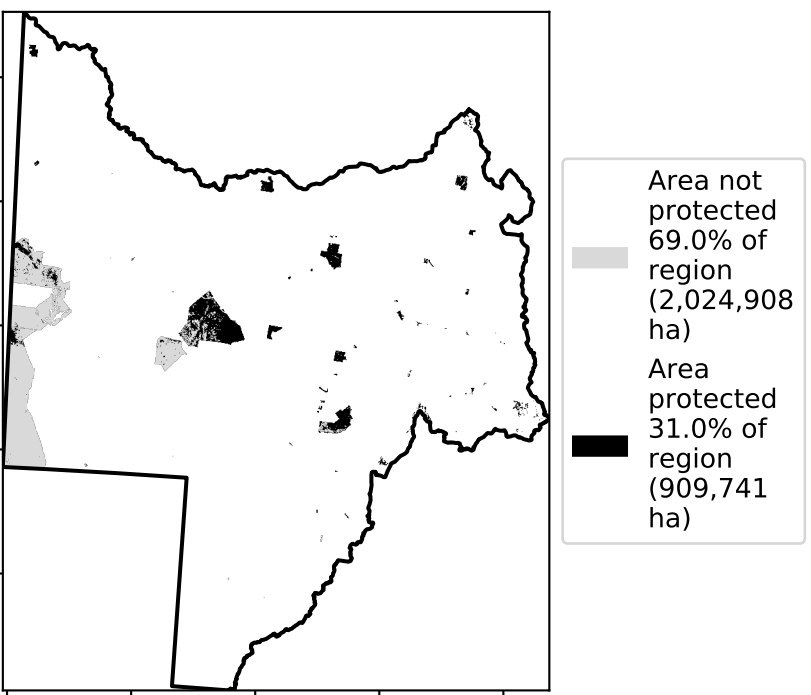 Area not
protected
69.0% of
region
(2,024,908
ha)
Area
protected
31.0% of
region
(909,741
ha)